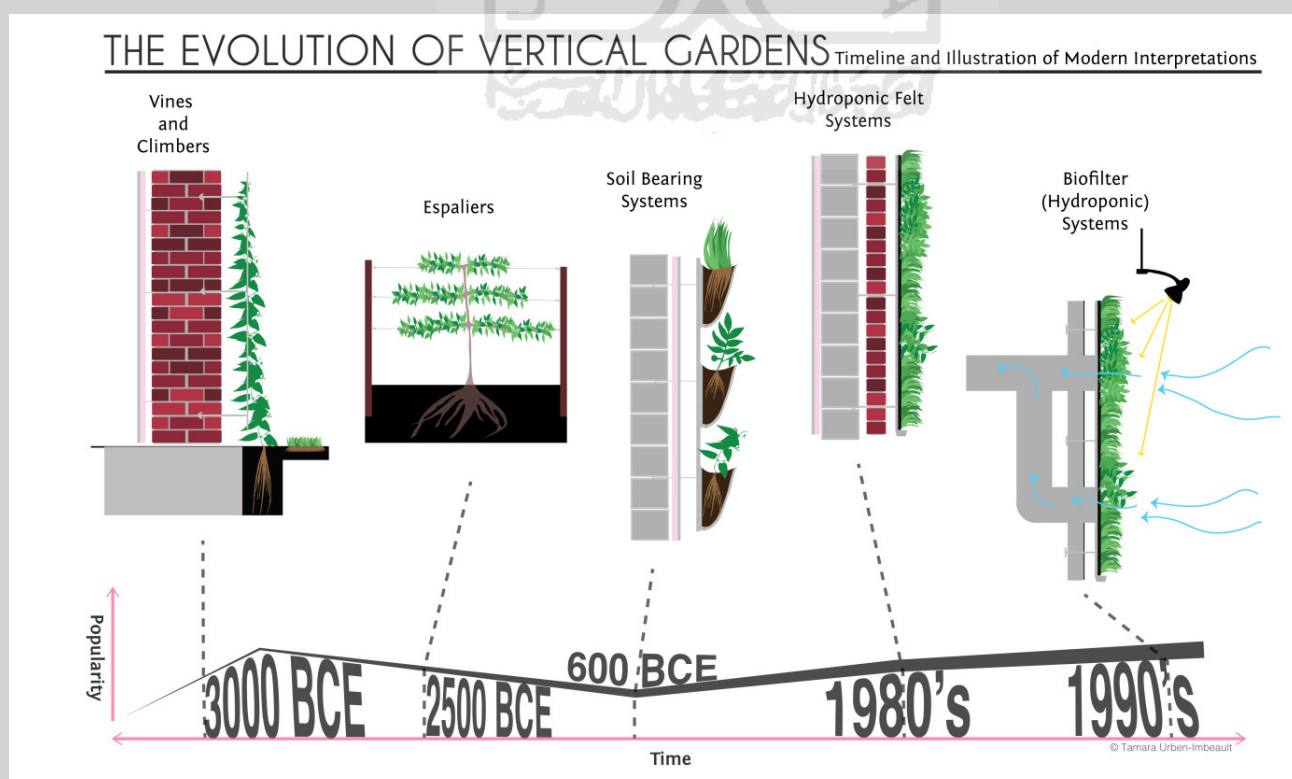 THE EVOLUTION OF VERTICAL GARDENS Timeline and Illustration of Modern Interpretations
Vines
and
Climbers
Espaliers
Soil Bearing
Systems
Hydroponic Felt
Systems
Biofilter
(Hydroponic)
Systems
Popularity
3000 BCE
2500 BCE
600 BCE
1980's
1990's
Time
© Tamara Urben-Imbeault